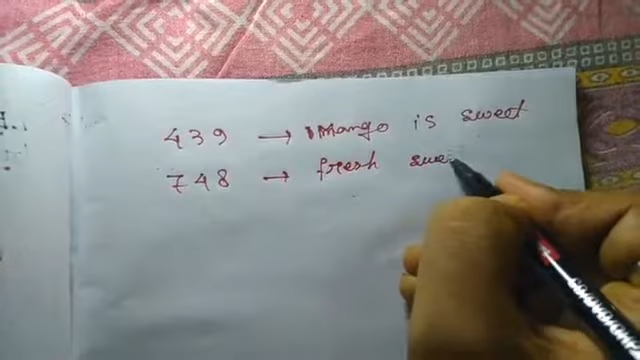 439 → Mango is sweet
748 → fresh swe